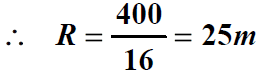 ∴ R = 400/16 = 25m